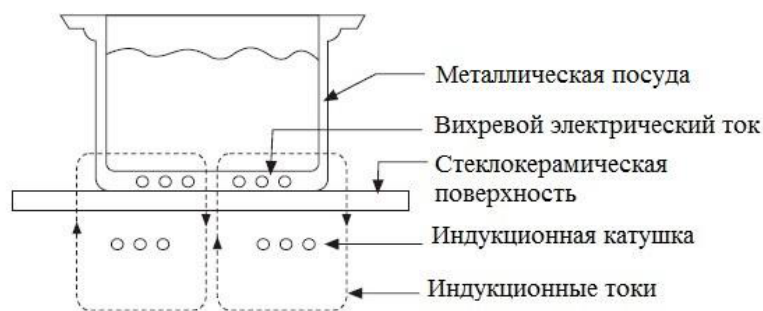 Металлическая посуда
Вихревой электрический ток
Стеклокерамическая
поверхность
Индукционная катушка
Индукционные токи